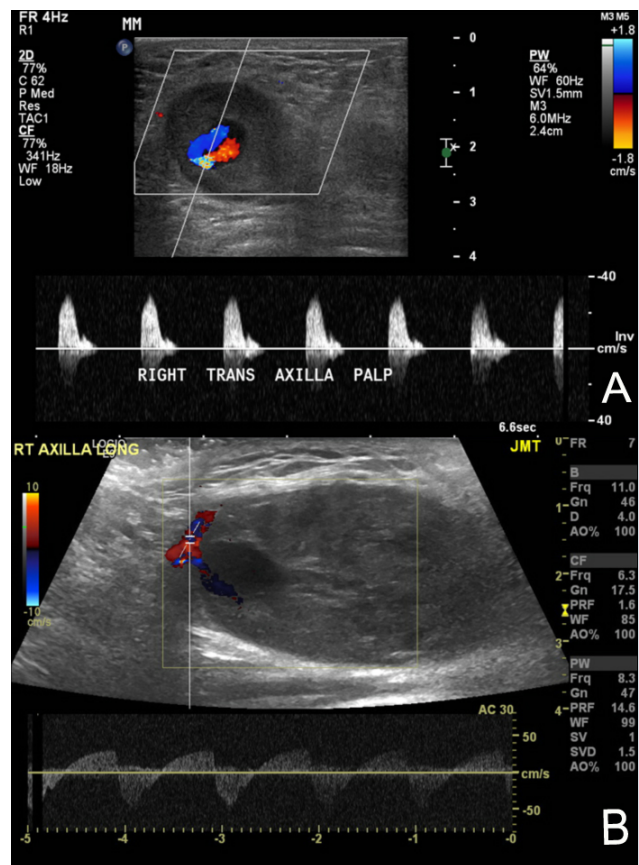 FR 4Hz
R1
MM
2D
77%
C 62
P Med
Res
TAC1
CF
77%
341Hz
WF 18Hz
Low
P
0
1
2
3
4
PW
64%
WF 60Hz
SV1.5mm
M3
6.0MHz
2.4cm
M3 M5
+1.8
-1.8
cm/s
-40
Inv
cm/s
40
RIGHT TRANS AXILLA PALP
A
6.6sec
RT AXILLA LONG
JMT
10
-10
cm/s
0
1
2
3
4
FR 7
B
Frq 11.0
Gn 46
D 4.0
AO% 100
CF
Frq 6.3
Gn 17.5
PRF 1.6
WF 85
AO% 100
PW
Frq 8.3
Gn 47
PRF 14.6
WF 99
SV 1
SVD 1.5
AO% 100
AC 30
50
cm/s
-50
-5 -4 -3 -2 -1 -0
B